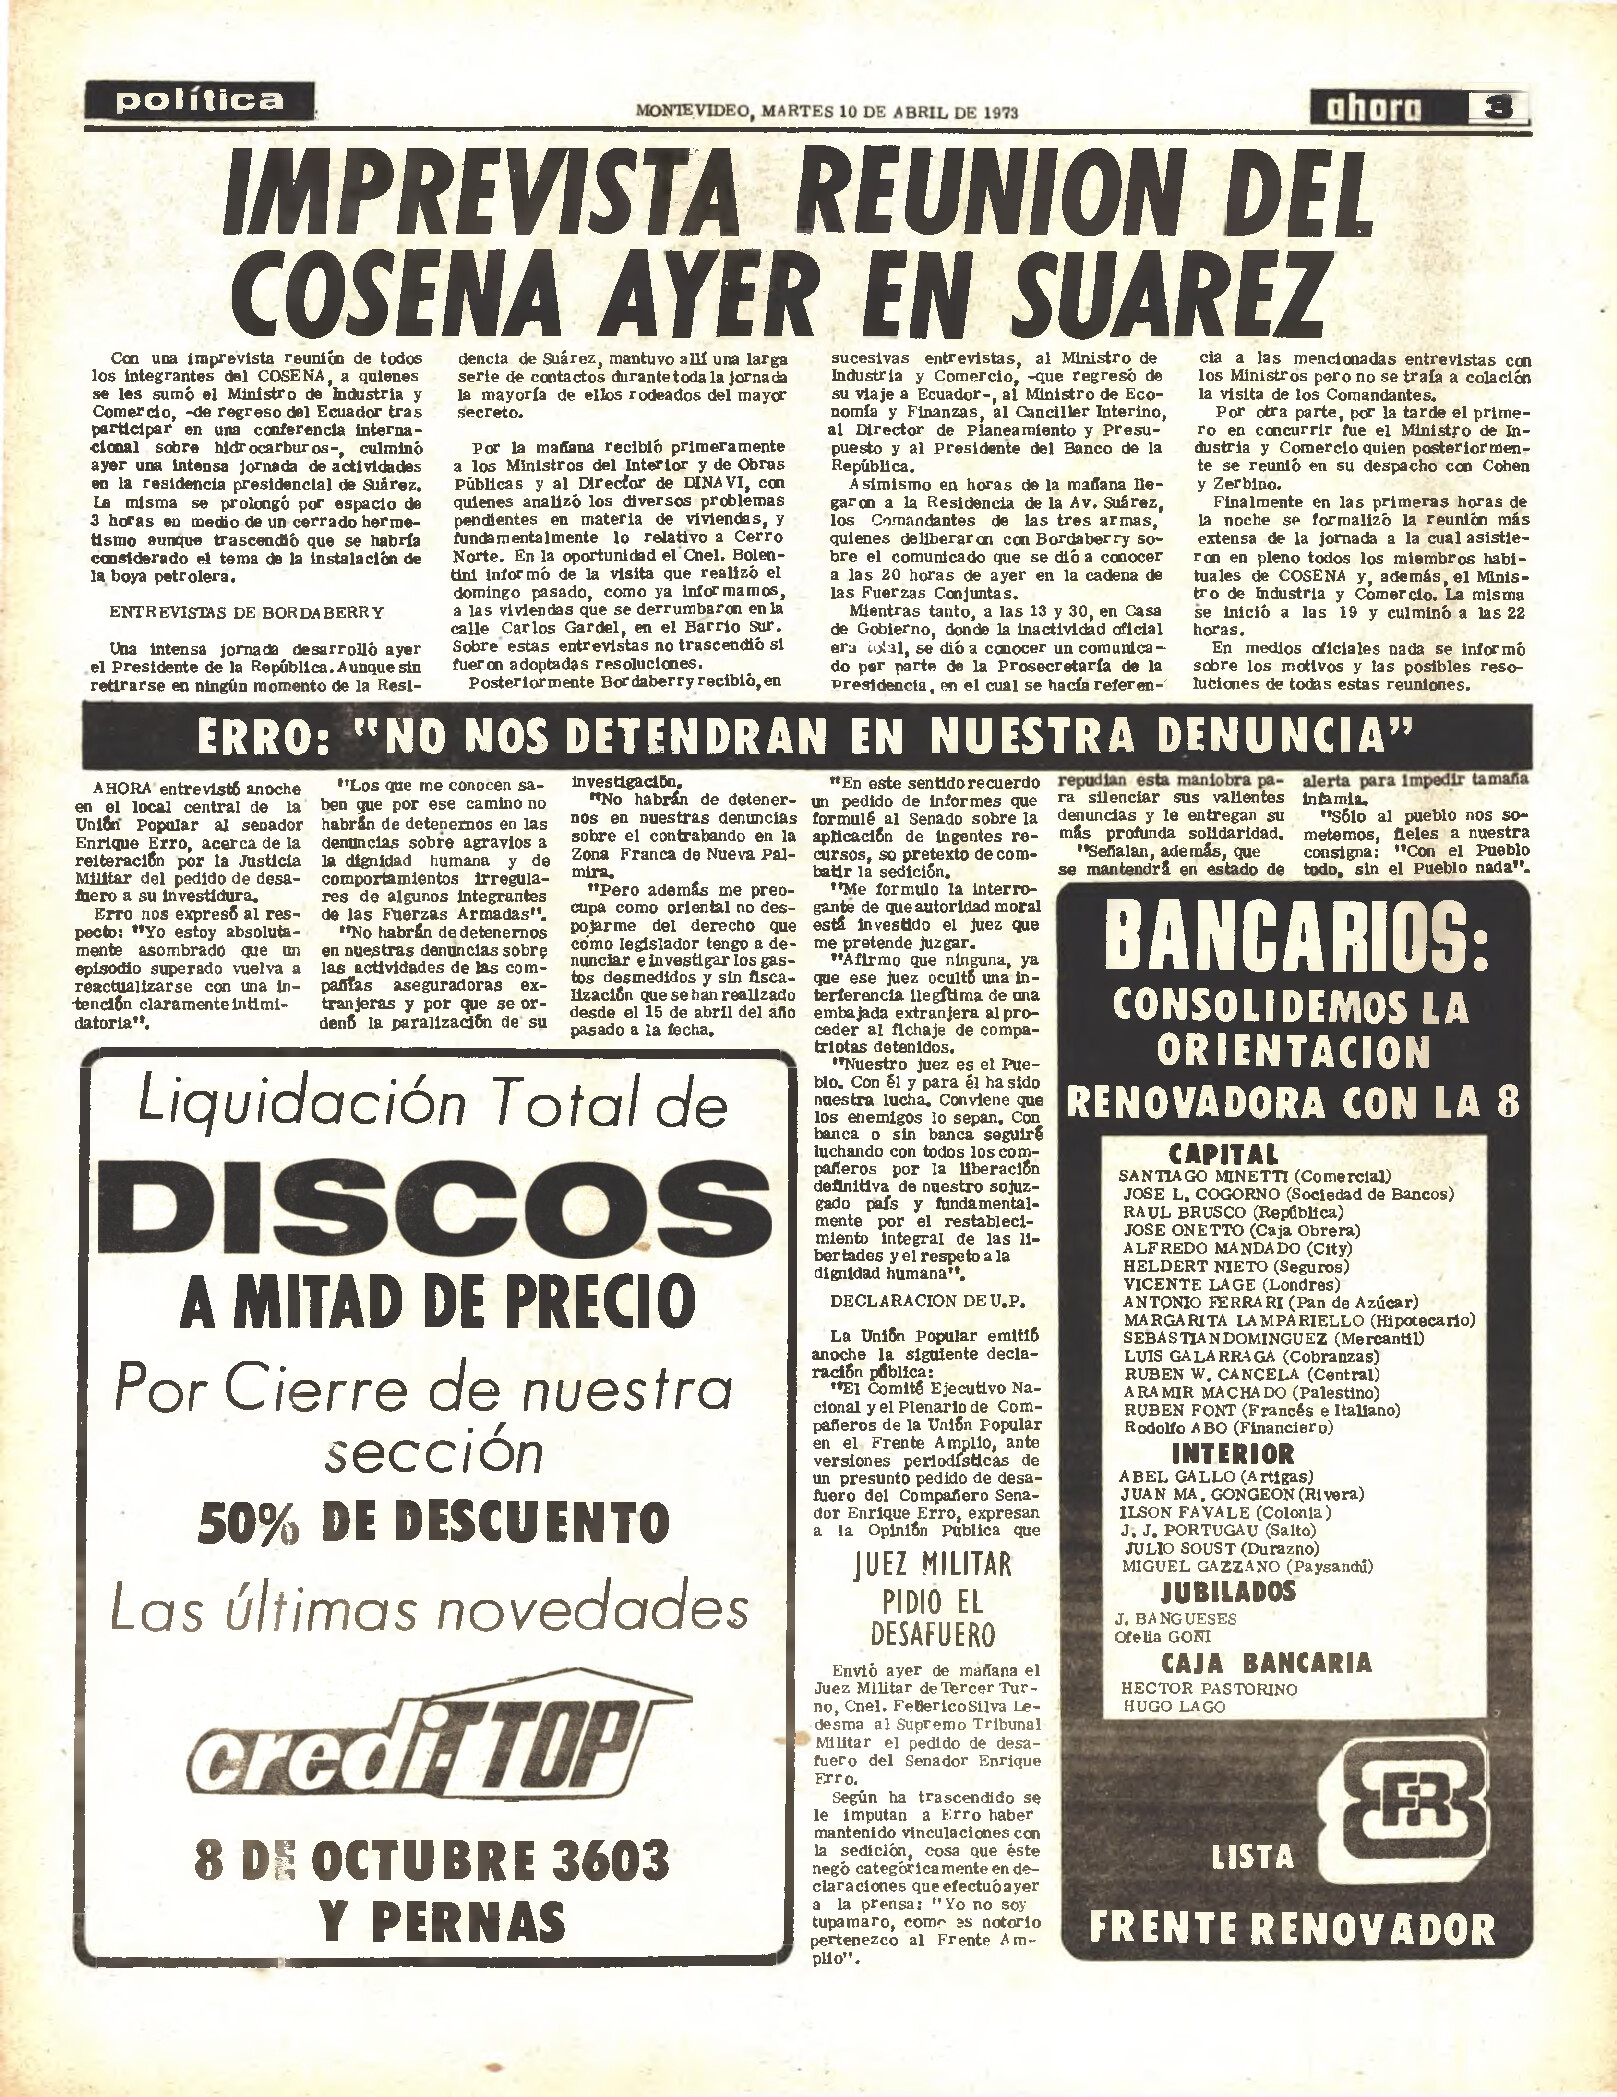 política
MONTEVIDEO, MARTES 10 DE ABRIL DE 1973
ahora 3
IMPREVISTA REUNION DEL
COSENA AYER EN SUAREZ
Con una imprevista reunión de todos
los integrantes del COSENA, a quienes
se les sumó el Ministro de Industria y
Comercio, -de regreso del Ecuador tras
participar en una conferencia interna-
cional sobre hidrocarburos-, culminó
ayer una intensa jornada de actividades
en la residencia presidencial de Suárez.
La misma se prolongó por espacio de
3 horas en medio de un cerrado herme-
tismo aunque trascendió que se habría
considerado el tema de la instalación de
la boya petrolera.
ENTREVISTAS DE BORDABERRY
Una intensa jornada desarrolló ayer
el Presidente de la República. Aunque sin
retirarse en ningún momento de la Resi-
dencia de Suárez, mantuvo allí una larga
serie de contactos durante toda la jornada
la mayoría de ellos rodeados del mayor
secreto.
Por la mañana recibió primeramente
a los Ministros del Interior y de Obras
Públicas y al Director de DINAVI, con
quienes analizó los diversos problemas
pendientes en materia de viviendas, y
fundamentalmente lo relativo a Cerro
Norte. En la oportunidad el Cnel. Bolen-
tini informó de la visita que realizó el
domingo pasado, como ya informamos,
a las viviendas que se derrumbaron en la
calle Carlos Gardel, en el Barrio Sur.
Sobre estas entrevistas no trascendió si
fueron adoptadas resoluciones.
Posteriormente Bordaberry recibió, en
sucesivas entrevistas, al Ministro de
Industria y Comercio, -que regresó de
su viaje a Ecuador-, al Ministro de Eco-
nomía y Finanzas, al Canciller Interino,
al Director de Planeamiento y Presu-
puesto y al Presidente del Banco de la
República.
Asimismo en horas de la mañana lle-
garon a la Residencia de la Av. Suárez,
los Comandantes de las tres armas,
quienes deliberaron con Bordaberry so-
bre el comunicado que se dió a conocer
a las 20 horas de ayer en la cadena de
las Fuerzas Conjuntas.
Mientras tanto, a las 13 y 30, en Casa
de Gobierno, donde la inactividad oficial
era total, se dió a conocer un comunica-
do por parte de la Prosecretaría de la
Presidencia, en el cual se hacía referen-
cia a las mencionadas entrevistas con
los Ministros pero no se traía a colación
la visita de los Comandantes.
Por otra parte, por la tarde el prime-
ro en concurrir fue el Ministro de In-
dustria y Comercio quien posteriormen-
te se reunió en su despacho con Cohen
y Zerbino.
Finalmente en las primeras horas de
la noche se formalizó la reunión más
extensa de la jornada a la cual asistie-
ron en pleno todos los miembros habi-
tuales de COSENA y, además, el Minis-
tro de Industria y Comercio. La misma
se inició a las 19 y culminó a las 22
horas.
En medios oficiales nada se informó
sobre los motivos y las posibles reso-
luciones de todas estas reuniones.
ERRO: "NO NOS DETENDRAN EN NUESTRA DENUNCIA"
AHORA entrevistó anoche
en el local central de la
Unión Popular al senador
Enrique Erro, acerca de la
reiteración por la Justicia
Militar del pedido de desa-
fuero a su investidura.
Erro nos expresó al res-
pecto: "Yo estoy absoluta-
mente asombrado que un
episodio superado vuelva a
reactualizarse con una in-
tención claramente intimi-
datoria".
"Los que me conocen sa-
ben que por ese camino no
habrán de detenernos en las
denuncias sobre agravios a
la dignidad humana y de
comportamientos irregula-
res de algunos integrantes
de las Fuerzas Armadas".
"No habrán de detenernos
en nuestras denuncias sobre
las actividades de las com-
pañías aseguradoras ex-
tranjeras y por que se or-
denó la paralización de su
investigación.
"No habrán de detener-
nos en nuestras denuncias
sobre el contrabando en la
Zona Franca de Nueva Pal-
mira.
"Pero además me preo-
cupa como oriental no des-
pojarme del derecho que
como legislador tengo a de-
nunciar e investigar los gas-
tos desmedidos y sin fisca-
lización que se han realizado
desde el 15 de abril del año
pasado a la fecha.
"En este sentido recuerdo
un pedido de informes que
formulé al Senado sobre la
aplicación de ingentes re-
cursos, so pretexto de com-
batir la sedición.
"Me formulo la interro-
gante de que autoridad moral
está investido el juez que
me pretende juzgar.
"Afirmo que ninguna, ya
que ese juez ocultó una in-
terferencia ilegítima de una
embajada extranjera al pro-
ceder al fichaje de compa-
triotas detenidos.
"Nuestro juez es el Pue-
blo. Con él y para él ha sido
nuestra lucha. Conviene que
los enemigos lo sepan. Con
banca o sin banca seguiré
luchando con todos los com-
pañeros por la liberación
definitiva de nuestro sojuz-
gado país y fundamental-
mente por el restableci-
miento integral de las li-
bertades y el respeto a la
dignidad humana".
DECLARACION DE U.P.
La Unión Popular emitió
anoche la siguiente decla-
ración pública:
"El Comité Ejecutivo Na-
cional y el Plenario de Com-
pañeros de la Unión Popular
en el Frente Amplio, ante
versiones periodísticas de
un presunto pedido de desa-
fuero del Compañero Sena-
dor Enrique Erro, expresan
a la Opinión Pública que
repudian esta maniobra pa-
ra silenciar sus valientes
denuncias y le entregan su
más profunda solidaridad.
"Señalan, además, que
se mantendrá en estado de
alerta para impedir tamaña
infamia.
"Sólo al pueblo nos so-
metemos, fieles a nuestra
consigna: "Con el Pueblo
todo, sin el Pueblo nada".
JUEZ MILITAR
PIDIO EL
DESAFUERO
Envió ayer de mañana el
Juez Militar de Tercer Tur-
no, Cnel. Federico Silva Le-
desma al Supremo Tribunal
Militar el pedido de desa-
fuero del Senador Enrique
Erro.
Según ha trascendido se
le imputan a Erro haber
mantenido vinculaciones con
la sedición, cosa que éste
negó categóricamente en de-
claraciones que efectuó ayer
a la prensa: "Yo no soy
tupamaro, como es notorio
pertenezco al Frente Am-
plio".
Liquidación Total de
DISCOS
A MITAD DE PRECIO
Por Cierre de nuestra
sección
50% DE DESCUENTO
Las últimas novedades
credi-TOP
8 DE OCTUBRE 3603
Y PERNAS
BANCARIOS:
CONSOLIDEMOS LA
ORIENTACION
RENOVADORA CON LA 8
CAPITAL
SANTIAGO MINETTI (Comercial)
JOSE L. COGORNO (Sociedad de Bancos)
RAUL BRUSCO (República)
JOSE ONETTO (Caja Obrera)
ALFREDO MANDADO (City)
HELDERT NIETO (Seguros)
VICENTE LAGE (Londres)
ANTONIO FERRARI (Pan de Azúcar)
MARGARITA LAMPARIELLO (Hipotecario)
SEBASTIAN DOMINGUEZ (Mercantil)
LUIS GALARRAGA (Cobranzas)
RUBEN W. CANCELA (Central)
ARAMIR MACHADO (Palestino)
RUBEN FONT (Francés e Italiano)
Rodolfo ABO (Financiero)
INTERIOR
ABEL GALLO (Artigas)
JUAN MA. GONGEON (Rivera)
ILSON FAVALE (Colonia)
J. J. PORTUGAU (Salto)
JULIO SOUST (Durazno)
MIGUEL GAZZANO (Paysandú)
JUBILADOS
J. BANGUESES
Ofelia GOÑI
CAJA BANCARIA
HECTOR PASTORINO
HUGO LAGO
FR
LISTA 8
FRENTE RENOVADOR